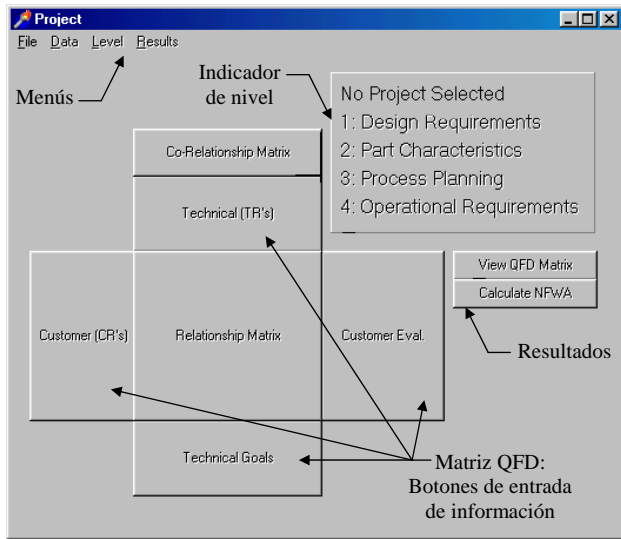 Project
File Data Level Results
Menús
Indicador
de nivel
No Project Selected
1: Design Requirements
2: Part Characteristics
3: Process Planning
4: Operational Requirements
Co-Relationship Matrix
Technical (TR's)
View QFD Matrix
Calculate NFWA
Customer (CR's)
Relationship Matrix
Customer Eval.
Resultados
Technical Goals
Matriz QFD:
Botones de entrada
de información